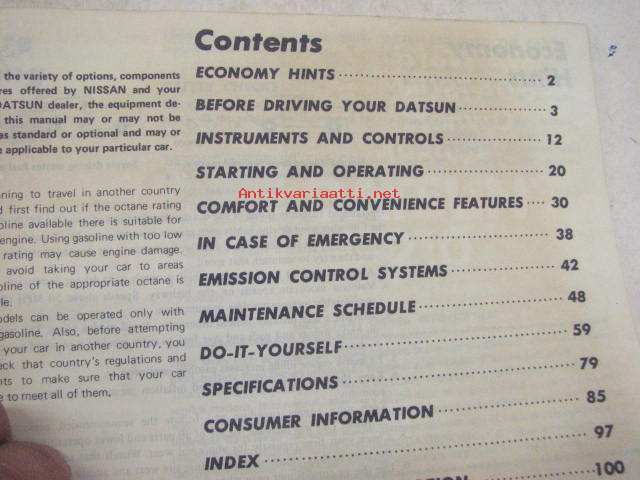 the variety of options, components
res offered by NISSAN and your
DATSUN dealer, the equipment de-
this manual may or may not be
as standard or optional and may or
e applicable to your particular car.
ning to travel in another country
d first find out if the octane rating
oline available there is suitable for
engine. Using gasoline with too low
rating may cause engine damage.
avoid taking your car to areas
oline of the appropriate octane is
le.
odels can be operated only with
gasoline. Also, before attempting
your car in another country, you
eck that country's regulations and
nts to make sure that your car
e to meet all of them.
Contents
ECONOMY HINTS 2
BEFORE DRIVING YOUR DATSUN 3
INSTRUMENTS AND CONTROLS 12
STARTING AND OPERATING 20
Antikvariaatti.net
COMFORT AND CONVENIENCE FEATURES 30
IN CASE OF EMERGENCY 38
EMISSION CONTROL SYSTEMS 42
MAINTENANCE SCHEDULE 48
DO-IT-YOURSELF 59
SPECIFICATIONS 79
CONSUMER INFORMATION 85
INDEX 97
100